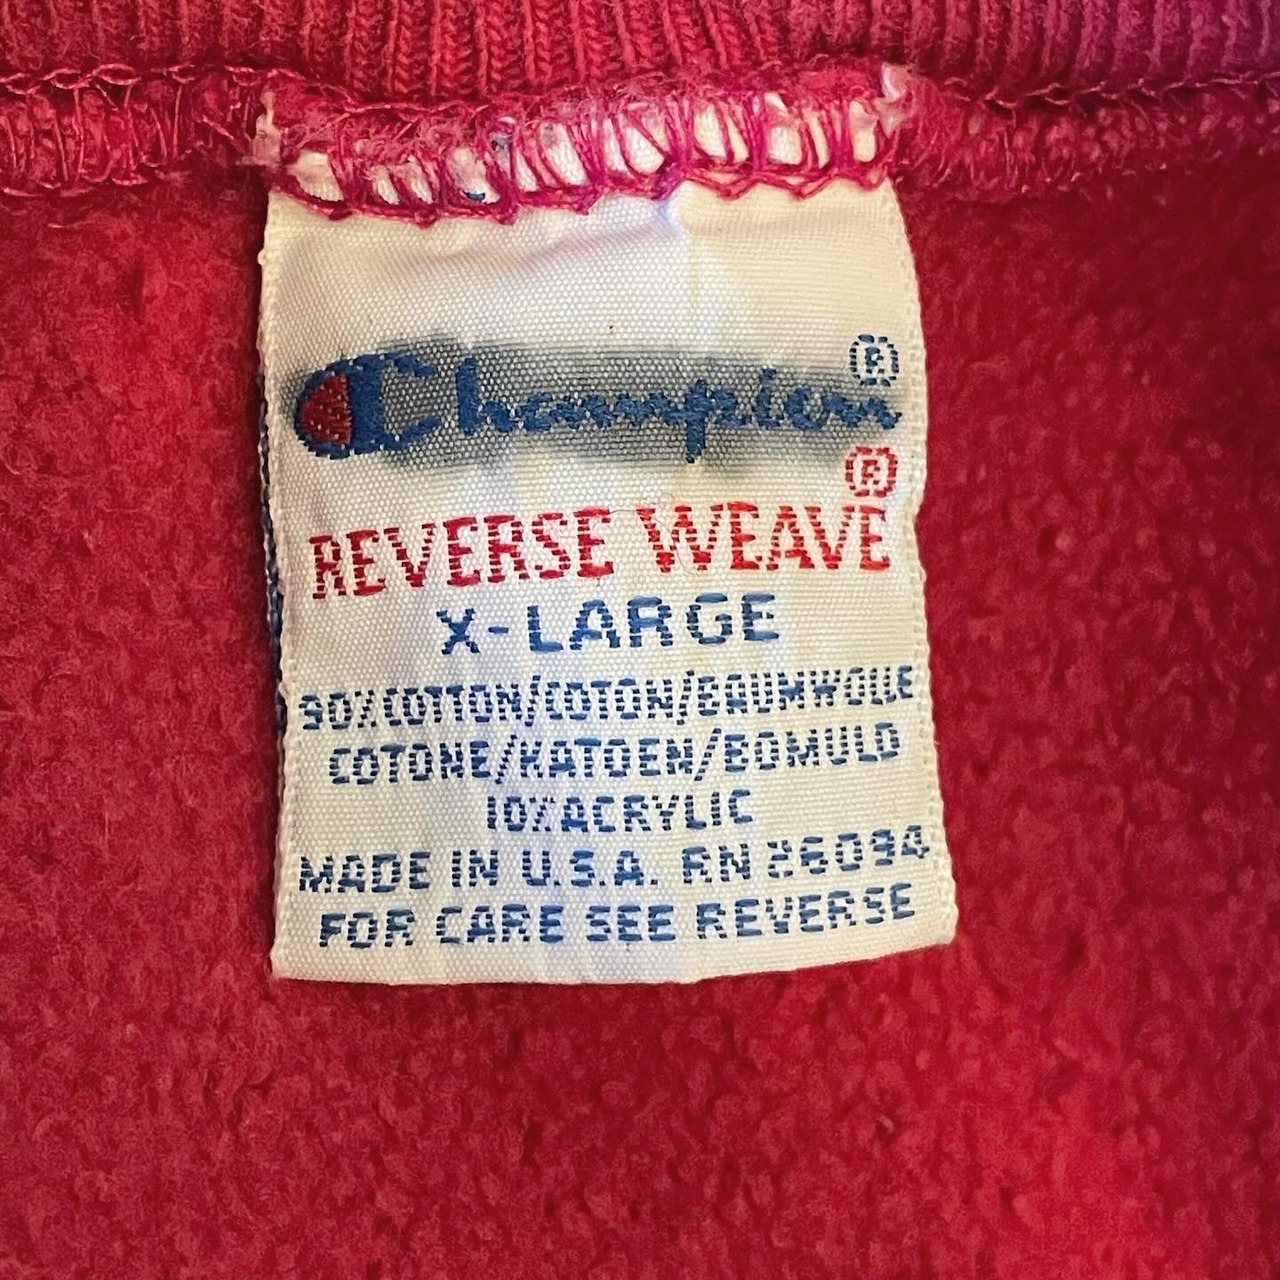 Champion®
®
REVERSE WEAVE
X-LARGE
90% COTTON/COTON/BAUMWOLLE
COTONE/KATOEN/BOMULD
10% ACRYLIC
MADE IN U.S.A. RN 26094
FOR CARE SEE REVERSE